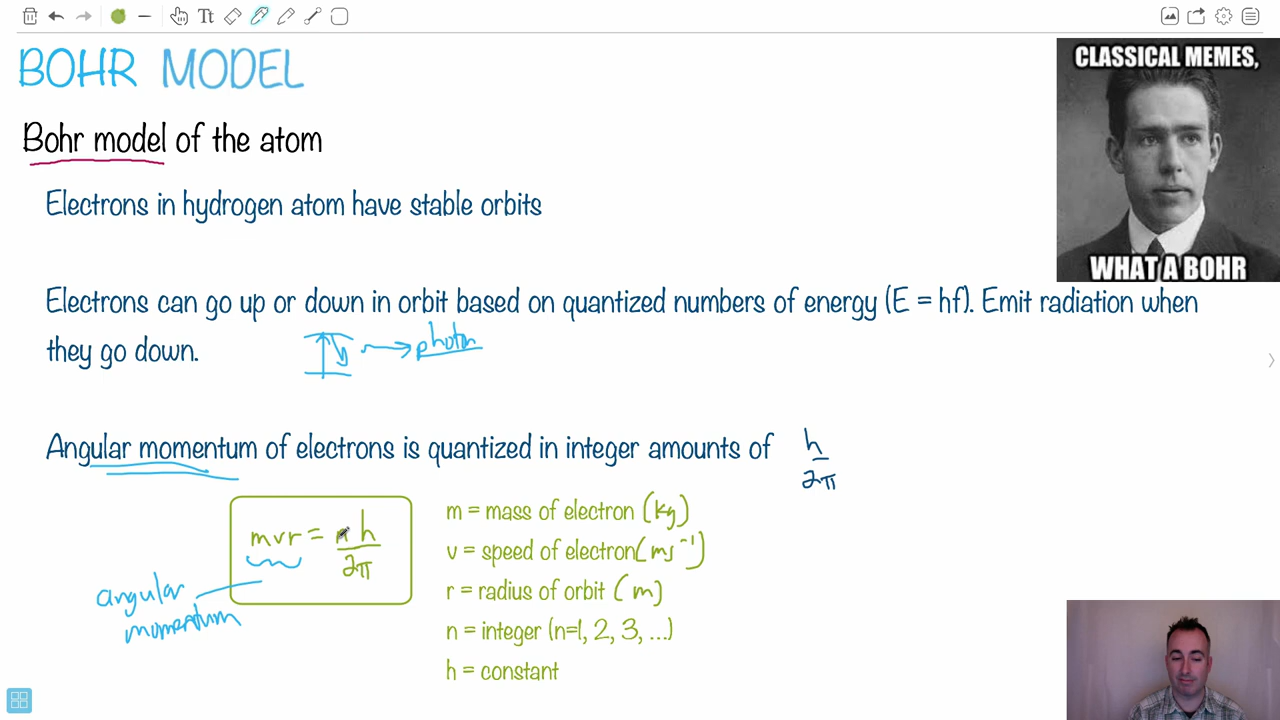 Tt
BOHR MODEL
CLASSICAL MEMES,
WHAT A BOHR
Bohr model of the atom
Electrons in hydrogen atom have stable orbits
Electrons can go up or down in orbit based on quantized numbers of energy (E = hf). Emit radiation when
they go down.
photon
Angular momentum of electrons is quantized in integer amounts of h/2π
mvr = nh/2π
angular
momentum
m = mass of electron (kg)
v = speed of electron (ms⁻¹)
r = radius of orbit (m)
n = integer (n=1, 2, 3, ...)
h = constant